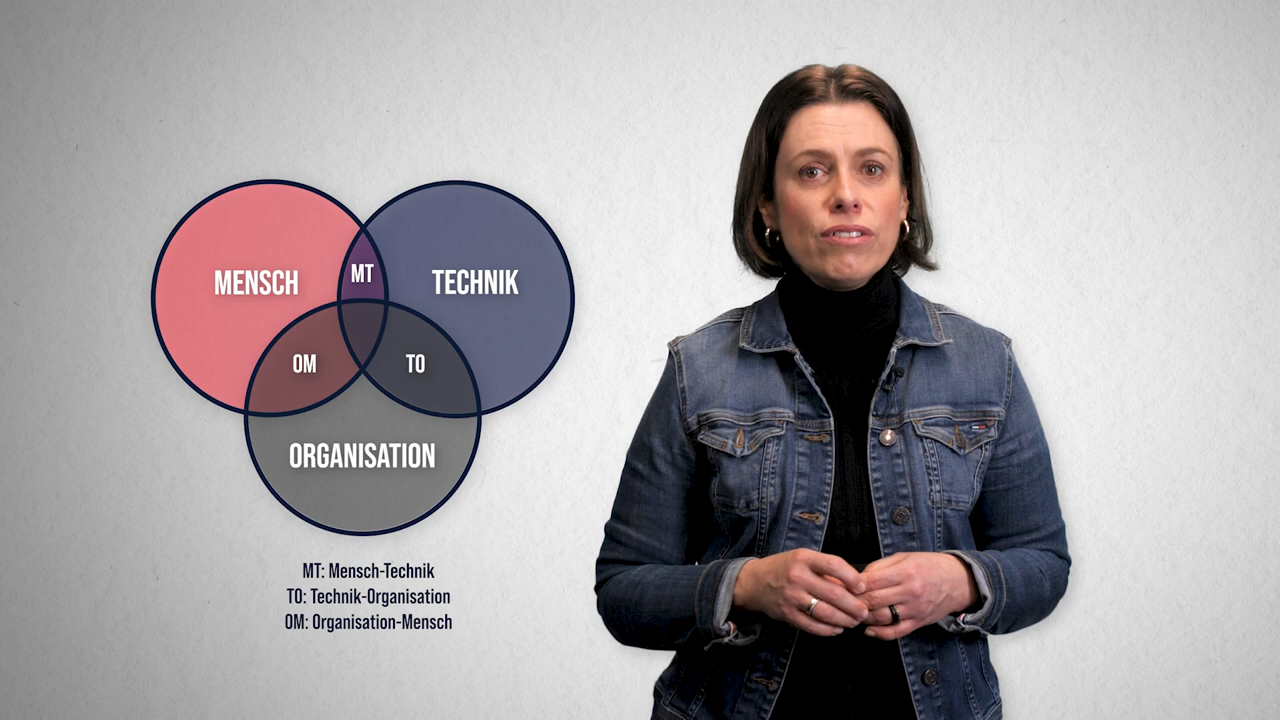 MENSCH
MT
TECHNIK
OM
TO
ORGANISATION
MT: Mensch-Technik
TO: Technik-Organisation
OM: Organisation-Mensch